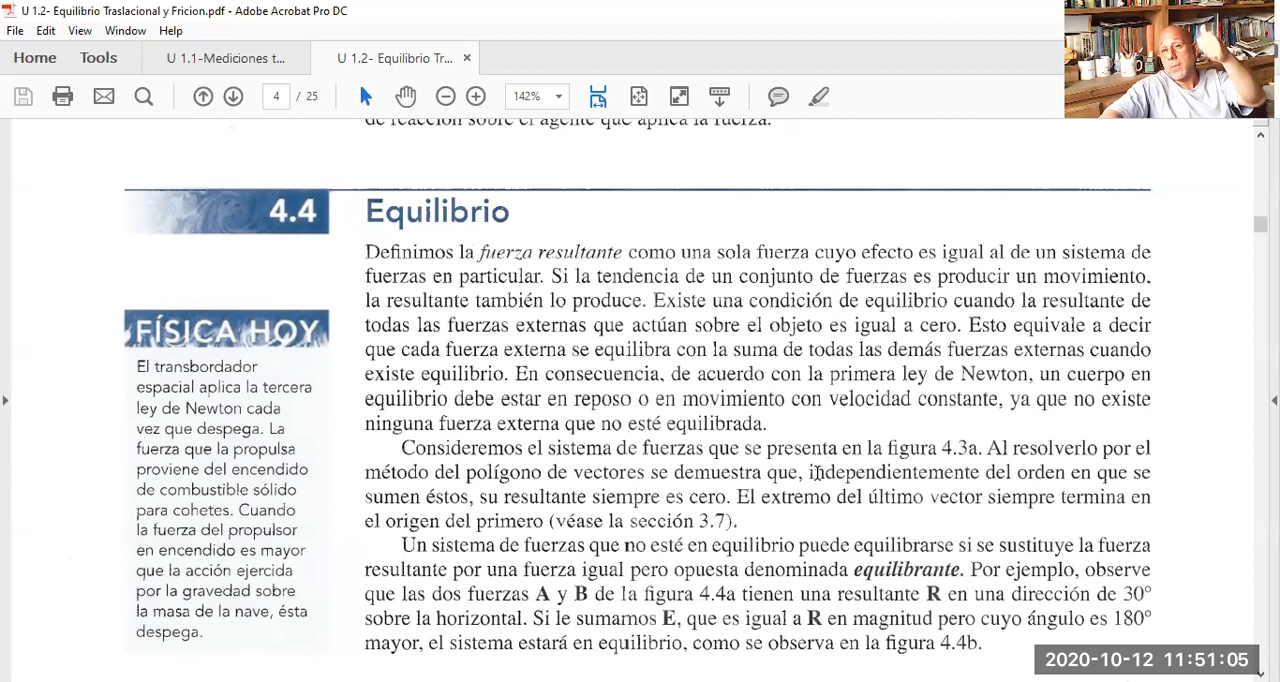 U 1.2- Equilibrio Traslacional y Fricion.pdf - Adobe Acrobat Pro DC
File Edit View Window Help
Home Tools U 1.1-Mediciones t... U 1.2- Equilibrio Tr... ×
4 / 25 142%
de reacción sobre el agente que aplica la fuerza.
4.4 Equilibrio
Definimos la fuerza resultante como una sola fuerza cuyo efecto es igual al de un sistema de
fuerzas en particular. Si la tendencia de un conjunto de fuerzas es producir un movimiento,
la resultante también lo produce. Existe una condición de equilibrio cuando la resultante de
todas las fuerzas externas que actúan sobre el objeto es igual a cero. Esto equivale a decir
que cada fuerza externa se equilibra con la suma de todas las demás fuerzas externas cuando
existe equilibrio. En consecuencia, de acuerdo con la primera ley de Newton, un cuerpo en
equilibrio debe estar en reposo o en movimiento con velocidad constante, ya que no existe
ninguna fuerza externa que no esté equilibrada.
Consideremos el sistema de fuerzas que se presenta en la figura 4.3a. Al resolverlo por el
método del polígono de vectores se demuestra que, independientemente del orden en que se
sumen éstos, su resultante siempre es cero. El extremo del último vector siempre termina en
el origen del primero (véase la sección 3.7).
Un sistema de fuerzas que no esté en equilibrio puede equilibrarse si se sustituye la fuerza
resultante por una fuerza igual pero opuesta denominada equilibrante. Por ejemplo, observe
que las dos fuerzas A y B de la figura 4.4a tienen una resultante R en una dirección de 30°
sobre la horizontal. Si le sumamos E, que es igual a R en magnitud pero cuyo ángulo es 180°
mayor, el sistema estará en equilibrio, como se observa en la figura 4.4b.
FÍSICA HOY
El transbordador
espacial aplica la tercera
ley de Newton cada
vez que despega. La
fuerza que la propulsa
proviene del encendido
de combustible sólido
para cohetes. Cuando
la fuerza del propulsor
en encendido es mayor
que la acción ejercida
por la gravedad sobre
la masa de la nave, ésta
despega.
2020-10-12 11:51:05